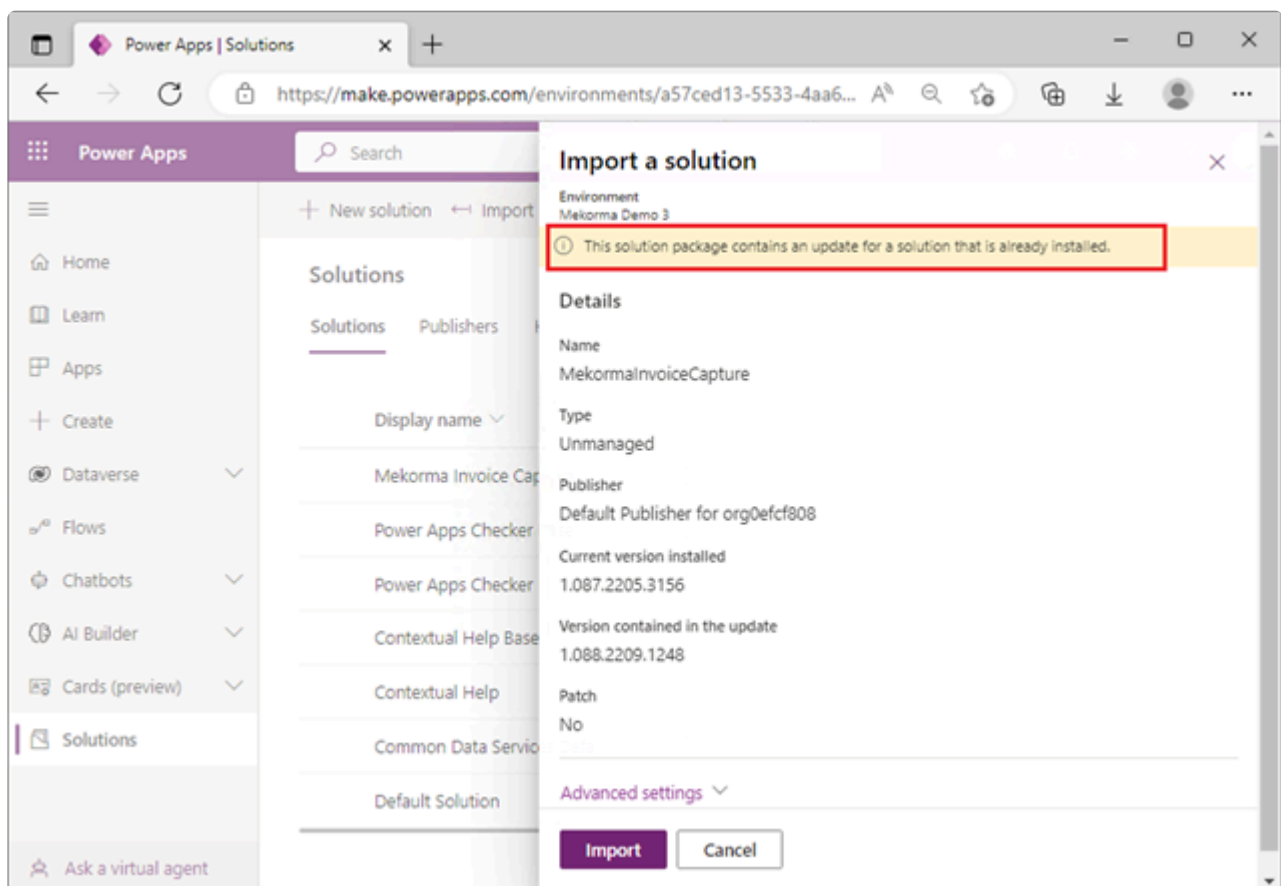 Power Apps | Solutions
https://make.powerapps.com/environments/a57ced13-5533-4aa6...
Power Apps
Search
New solution
Import
Home
Learn
Apps
Create
Dataverse
Flows
Chatbots
AI Builder
Cards (preview)
Solutions
Ask a virtual agent
Solutions
Solutions Publishers
Display name
Mekorma Invoice Cap
Power Apps Checker
Power Apps Checker
Contextual Help Base
Contextual Help
Common Data Servic
Default Solution
Import a solution
Environment
Mekorma Demo 3
This solution package contains an update for a solution that is already installed.
Details
Name
MekormaInvoiceCapture
Type
Unmanaged
Publisher
Default Publisher for org0efcf808
Current version installed
1.087.2205.3156
Version contained in the update
1.088.2209.1248
Patch
No
Advanced settings
Import
Cancel